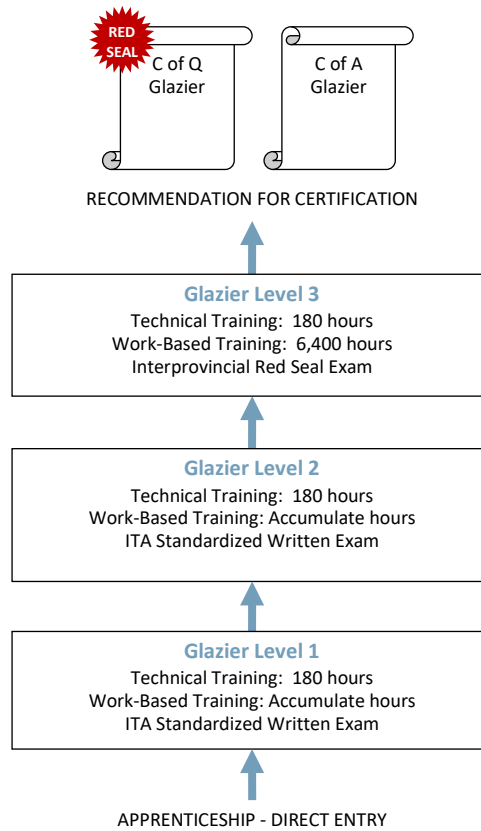 RED
SEAL
C of Q
Glazier
C of A
Glazier
RECOMMENDATION FOR CERTIFICATION
Glazier Level 3
Technical Training: 180 hours
Work-Based Training: 6,400 hours
Interprovincial Red Seal Exam
Glazier Level 2
Technical Training: 180 hours
Work-Based Training: Accumulate hours
ITA Standardized Written Exam
Glazier Level 1
Technical Training: 180 hours
Work-Based Training: Accumulate hours
ITA Standardized Written Exam
APPRENTICESHIP - DIRECT ENTRY